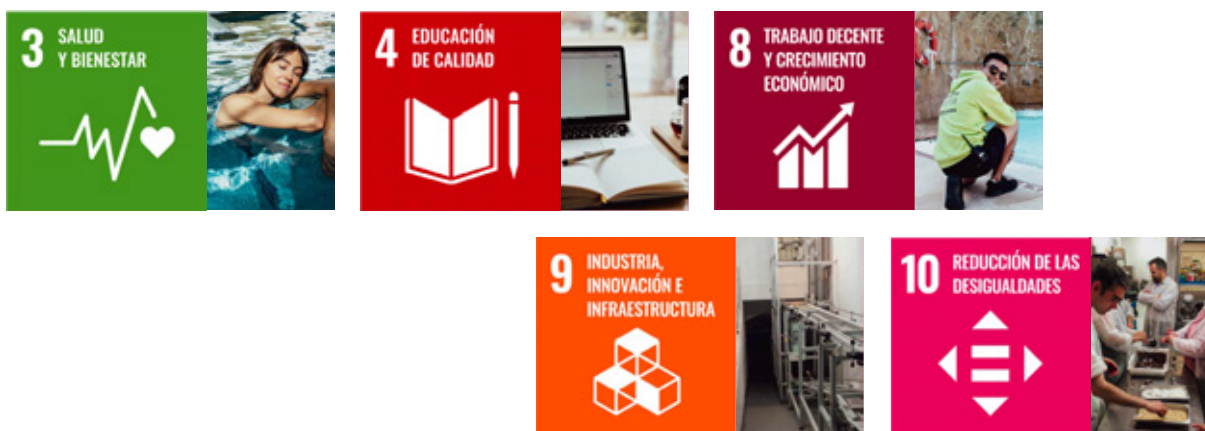 3 SALUD
Y BIENESTAR
4 EDUCACIÓN
DE CALIDAD
8 TRABAJO DECENTE
Y CRECIMIENTO
ECONÓMICO
9 INDUSTRIA,
INNOVACIÓN E
INFRAESTRUCTURA
10 REDUCCIÓN DE LAS
DESIGUALDADES